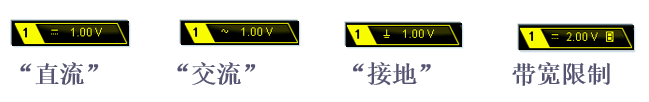 1 ⎓ 1.00 V
1 ~ 1.00 V
1 ⏚ 1.00 V
1 = 2.00 V B
“直流”
“交流”
“接地”
带宽限制